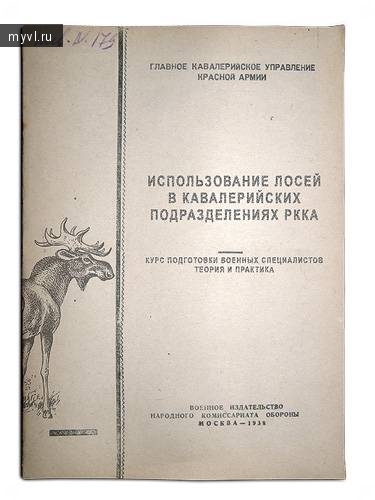 myvl.ru
ГЛАВНОЕ КАВАЛЕРИЙСКОЕ УПРАВЛЕНИЕ
КРАСНОЙ АРМИИ
ИСПОЛЬЗОВАНИЕ ЛОСЕЙ
В КАВАЛЕРИЙСКИХ
ПОДРАЗДЕЛЕНИЯХ РККА
КУРС ПОДГОТОВКИ ВОЕННЫХ СПЕЦИАЛИСТОВ
ТЕОРИЯ И ПРАКТИКА
ВОЕННОЕ ИЗДАТЕЛЬСТВО
НАРОДНОГО КОМИССАРИАТА ОБОРОНЫ
МОСКВА — 1938